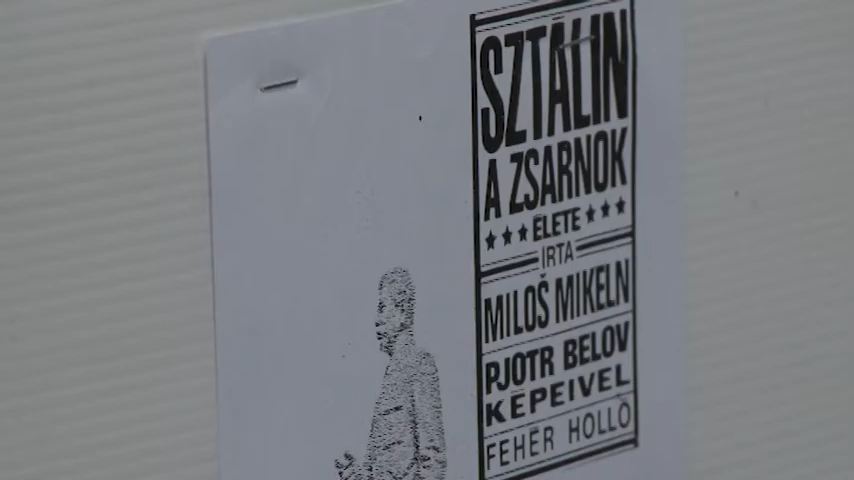 SZTÁLIN
A ZSARNOK
★★★ ÉLETE ★★★
ÍRTA
MILOŠ MIKELN
PJOTR BELOV
KÉPEIVEL
FEHÉR HOLLÓ